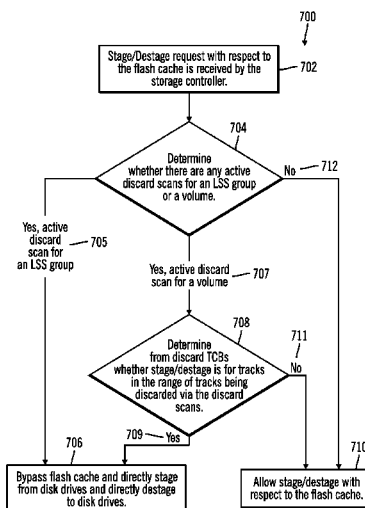 700
Stage/Destage request with respect to
the flash cache is received by the
storage controller.
702
704
Determine
whether there are any active
discard scans for an LSS group
or a volume.
No
712
Yes, active
discard
scan for
an LSS group
705
Yes, active discard
scan for a volume
707
708
Determine
from discard TCBs
whether stage/destage is for tracks
in the range of tracks being
discarded via the discard
scans.
711
No
709
Yes
706
Bypass flash cache and directly stage
from disk drives and directly destage
to disk drives.
710
Allow stage/destage with
respect to the flash cache.